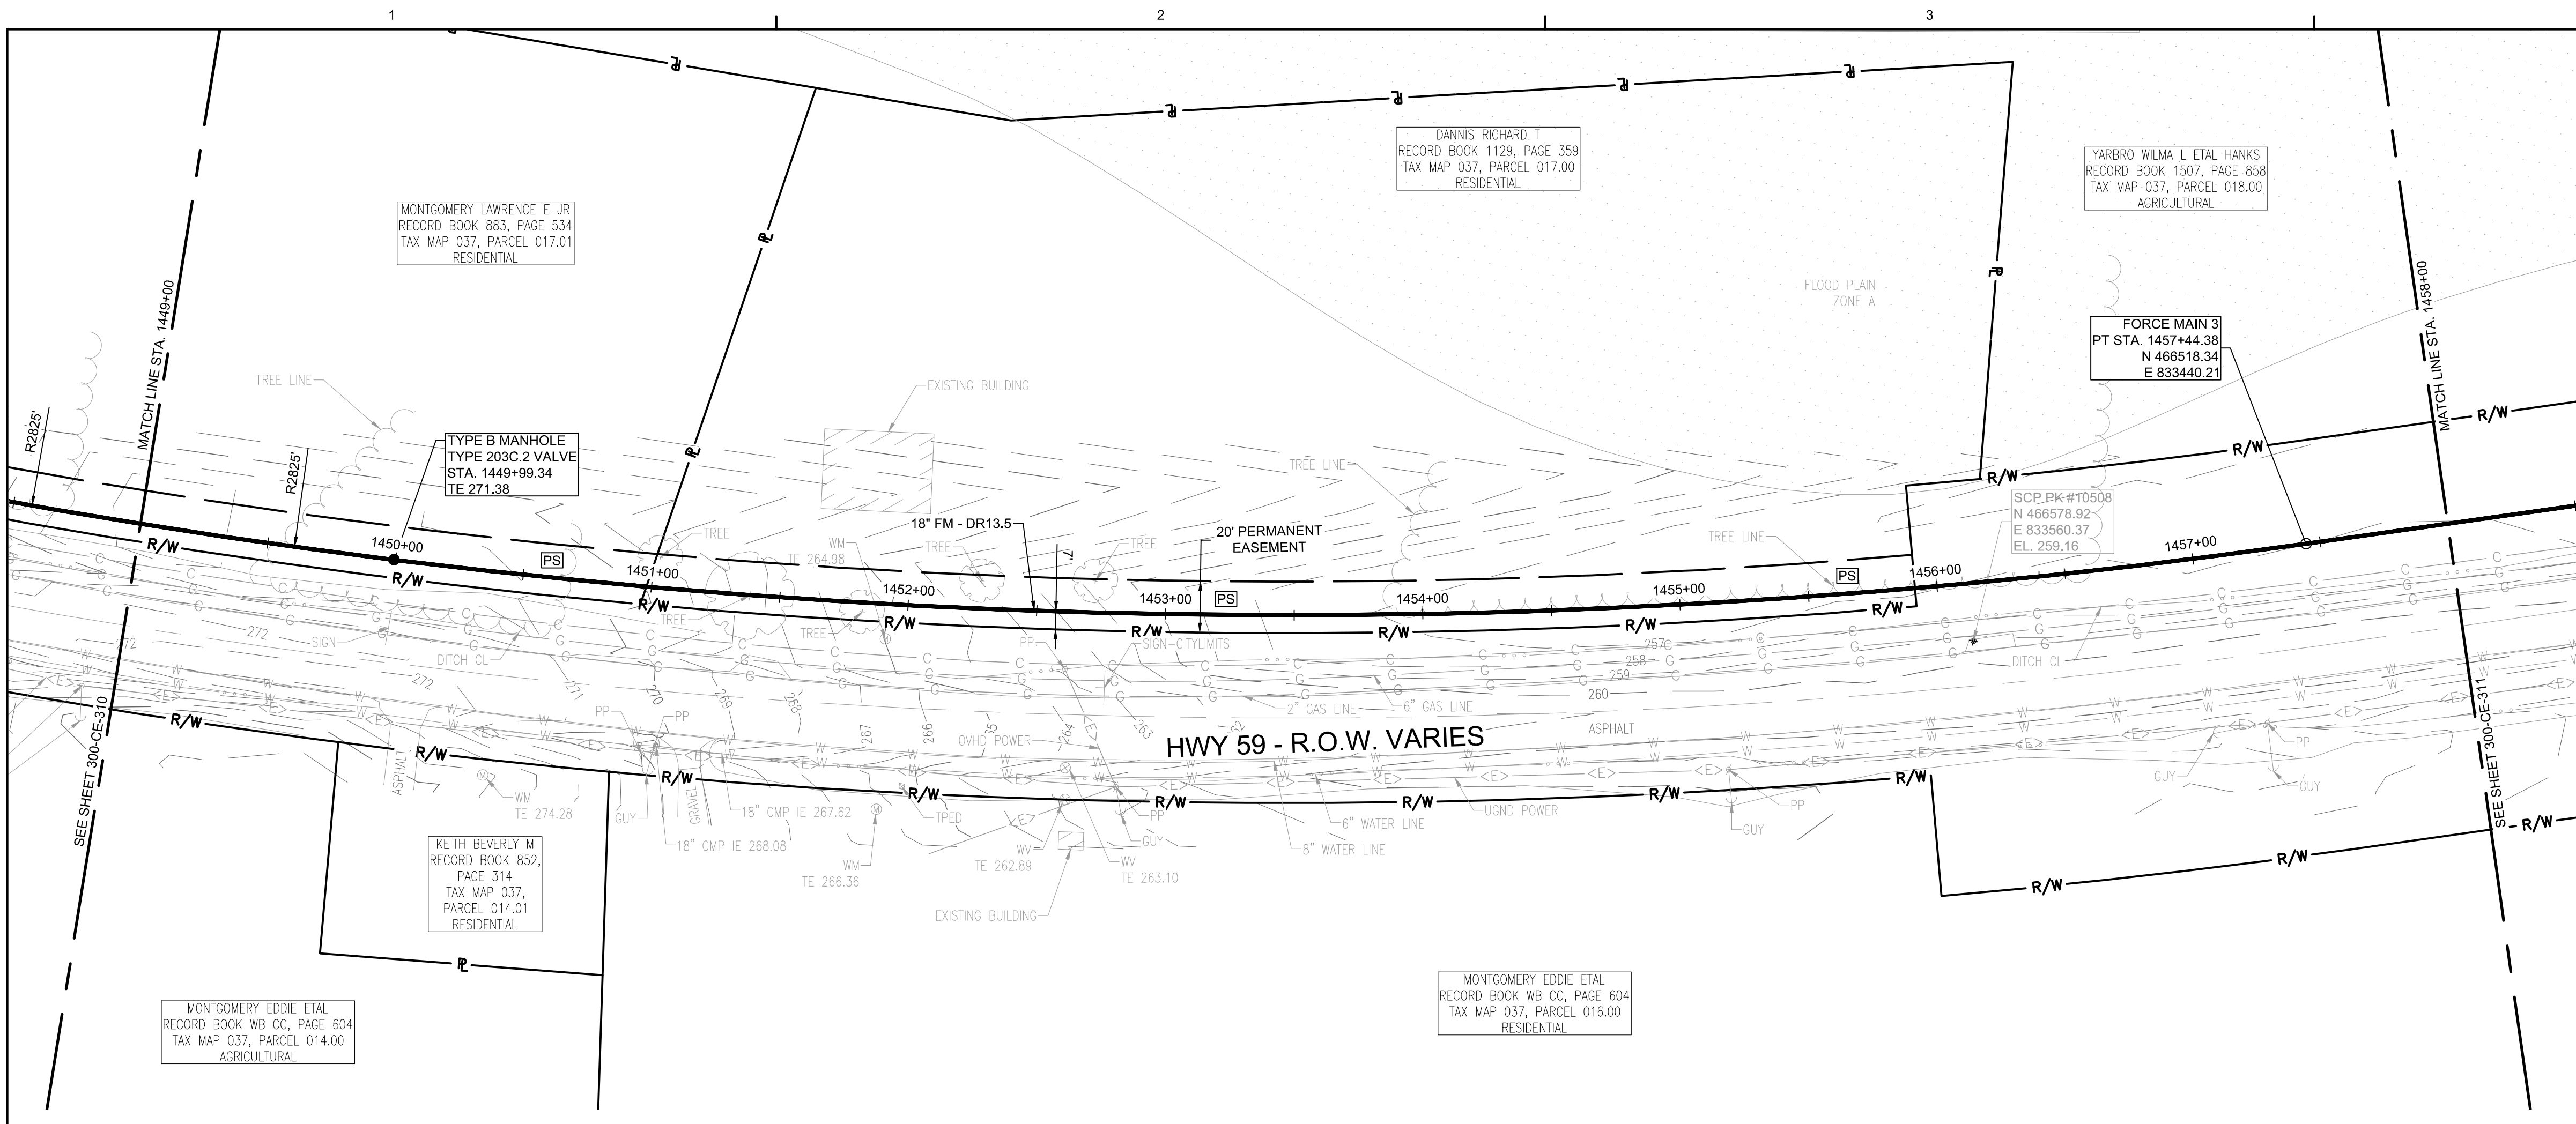 1
2
3
MATCH LINE STA. 1449+00
SEE SHEET 300-CE-310
MATCH LINE STA. 1458+00
SEE SHEET 300-CE-311
MONTGOMERY LAWRENCE E JR
RECORD BOOK 883, PAGE 534
TAX MAP 037, PARCEL 017.01
RESIDENTIAL
DANNIS RICHARD T
RECORD BOOK 1129, PAGE 359
TAX MAP 037, PARCEL 017.00
RESIDENTIAL
YARBRO WILMA L ETAL HANKS
RECORD BOOK 1507, PAGE 858
TAX MAP 037, PARCEL 018.00
AGRICULTURAL
FLOOD PLAIN
ZONE A
FORCE MAIN 3
PT STA. 1457+44.38
N 466518.34
E 833440.21
TREE LINE
EXISTING BUILDING
R2825'
R2825'
TYPE B MANHOLE
TYPE 203C.2 VALVE
STA. 1449+99.34
TE 271.38
TREE LINE
SCP PK #10508
N 466578.92
E 833560.37
EL. 259.16
18" FM - DR13.5
7'
20' PERMANENT
EASEMENT
TREE
WM
TE 264.98
TREE
TREE
TREE LINE
1450+00
PS
1451+00
1452+00
1453+00
PS
1454+00
1455+00
PS
1456+00
1457+00
R/W
R/W
R/W
R/W
R/W
R/W
R/W
R/W
R/W
R/W
R/W
TREE
TREE
SIGN
DITCH CL
PP
SIGN-CITYLIMITS
DITCH CL
272
272
272
271
270
269
268
267
266
264
263
262
257
258
259
260
2" GAS LINE
6" GAS LINE
ASPHALT
HWY 59 - R.O.W. VARIES
OVHD POWER
PP
PP
ASPHALT
GRAVEL
WM
TE 274.28
GUY
18" CMP IE 267.62
18" CMP IE 268.08
TPED
WM
TE 266.36
WV
TE 262.89
PP
GUY
WV
TE 263.10
EXISTING BUILDING
6" WATER LINE
8" WATER LINE
UGND POWER
PP
GUY
PP
GUY
GUY
R/W
R/W
R/W
R/W
R/W
R/W
R/W
R/W
R/W
R/W
R/W
KEITH BEVERLY M
RECORD BOOK 852,
PAGE 314
TAX MAP 037,
PARCEL 014.01
RESIDENTIAL
MONTGOMERY EDDIE ETAL
RECORD BOOK WB CC, PAGE 604
TAX MAP 037, PARCEL 014.00
AGRICULTURAL
MONTGOMERY EDDIE ETAL
RECORD BOOK WB CC, PAGE 604
TAX MAP 037, PARCEL 016.00
RESIDENTIAL